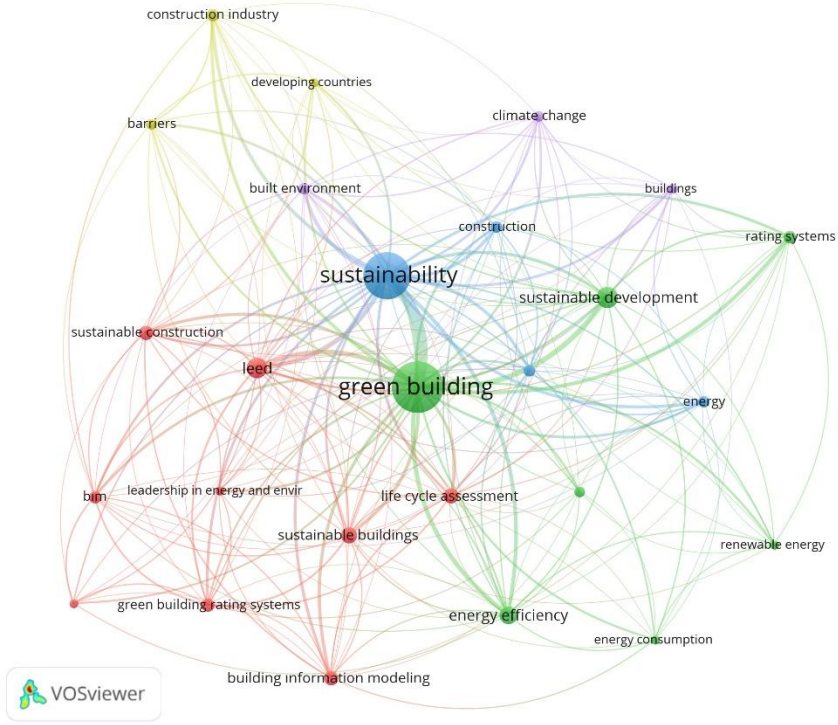 construction industry
developing countries
climate change
barriers
built environment
buildings
construction
rating systems
sustainability
sustainable development
sustainable construction
leed
green building
energy
bim
leadership in energy and envir
life cycle assessment
sustainable buildings
renewable energy
green building rating systems
energy efficiency
energy consumption
building information modeling
VOSviewer